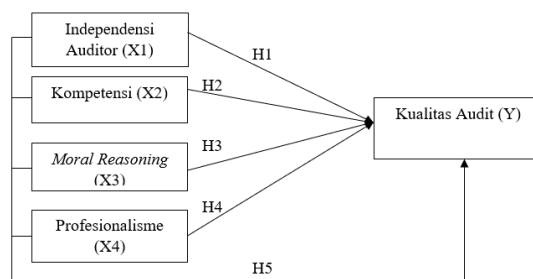 Independensi
Auditor (X1)
H1
Kompetensi (X2)
H2
Kualitas Audit (Y)
H3
Moral Reasoning
(X3)
H4
Profesionalisme
(X4)
H5